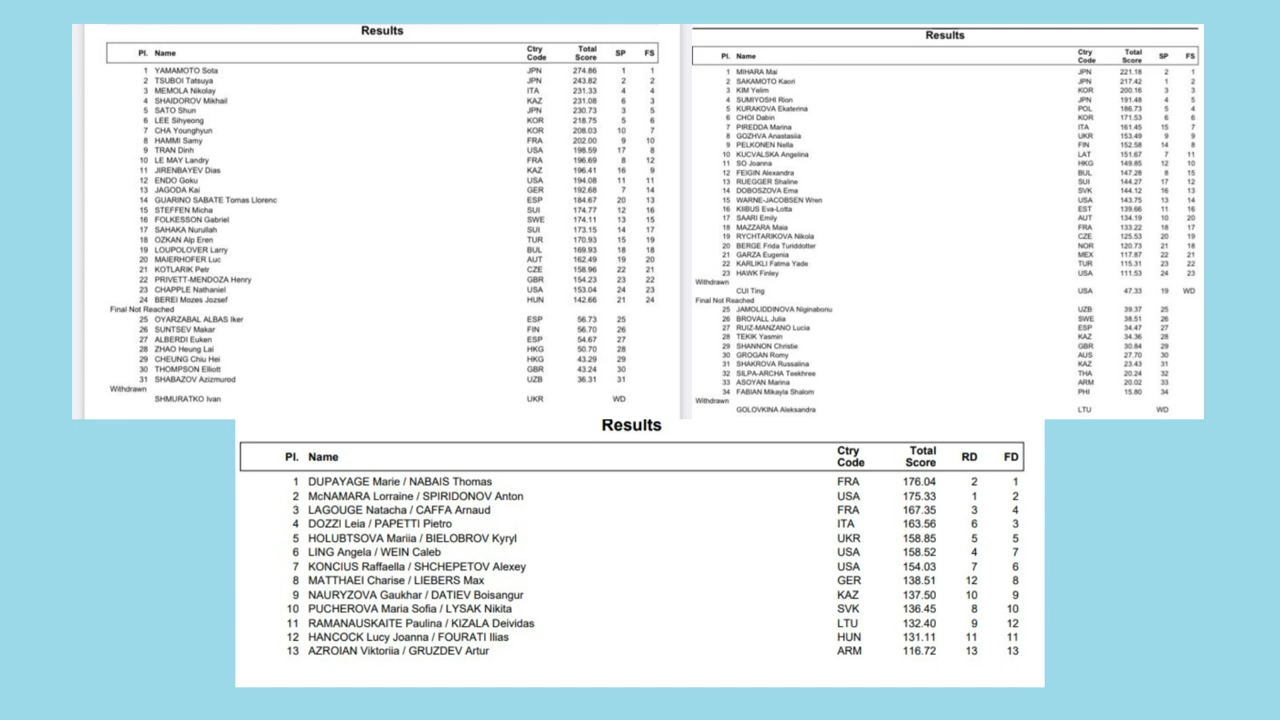 Results
Pl. Name Ctry Code Total Score SP FS
1 YAMAMOTO Sota JPN 274.86 1 1
2 TSUBOI Tatsuya JPN 243.82 2 2
3 MEMOLA Nikolay ITA 231.33 4 4
4 SHAIDOROV Mikhail KAZ 231.08 6 3
5 SATO Shun JPN 230.73 3 5
6 LEE Sihyeong KOR 218.75 5 6
7 CHA Younghyun KOR 208.03 10 7
8 HAMMI Samy FRA 202.00 9 10
9 TRAN Dinh USA 198.59 17 8
10 LE MAY Landry FRA 196.69 8 12
11 JIRENBAYEV Dias KAZ 196.41 16 9
12 ENDO Goku USA 194.08 11 11
13 JAGODA Kai GER 192.68 7 14
14 GUARINO SABATE Tomas Llorenc ESP 184.67 20 13
15 STEFFEN Micha SUI 174.77 12 16
16 FOLKESSON Gabriel SWE 174.11 13 15
17 SAHAKA Nurullah SUI 173.15 14 17
18 OZKAN Alp Eren TUR 170.93 15 19
19 LOUPOLOVER Larry BUL 169.93 18 18
20 MAIERHOFER Luc AUT 162.49 19 20
21 KOTLARIK Petr CZE 158.96 22 21
22 PRIVETT-MENDOZA Henry GBR 154.23 23 22
23 CHAPPLE Nathaniel USA 153.04 24 23
24 BEREI Mozes Jozsef HUN 142.66 21 24
Final Not Reached
25 OYARZABAL ALBAS Iker ESP 56.73 25
26 SUNTSEV Makar FIN 56.70 26
27 ALBERDI Euken ESP 54.67 27
28 ZHAO Heung Lai HKG 50.70 28
29 CHEUNG Chiu Hei HKG 43.29 29
30 THOMPSON Elliott GBR 43.24 30
31 SHABAZOV Azizmurod UZB 36.31 31
Withdrawn
SHMURATKO Ivan UKR WD
Results
Pl. Name Ctry Code Total Score SP FS
1 MIHARA Mai JPN 221.18 2 1
2 SAKAMOTO Kaori JPN 217.42 1 2
3 KIM Yelim KOR 200.16 3 3
4 SUMIYOSHI Rion JPN 191.48 4 5
5 KURAKOVA Ekaterina POL 186.73 5 4
6 CHOI Dabin KOR 171.53 6 6
7 PIREDDA Marina ITA 161.45 15 7
8 GOZHVA Anastasiia UKR 153.49 9 9
9 PELKONEN Nella FIN 152.58 14 8
10 KUCVALSKA Angelina LAT 151.67 7 11
11 SO Joanna HKG 149.85 12 10
12 FEIGIN Alexandra BUL 147.28 8 15
13 RUEGGER Shaline SUI 144.27 17 12
14 DOBOSZOVA Ema SVK 144.12 16 13
15 WARNE-JACOBSEN Wren USA 143.75 13 14
16 KIIBUS Eva-Lotta EST 139.66 11 16
17 SAARI Emily AUT 134.19 10 20
18 MAZZARA Maia FRA 133.22 18 17
19 RYCHTARIKOVA Nikola CZE 125.53 20 19
20 BERGE Frida Turiddotter NOR 120.73 21 18
21 GARZA Eugenia MEX 117.87 22 21
22 KARLIKLI Fatma Yade TUR 115.31 23 22
23 HAWK Finley USA 111.53 24 23
Withdrawn
CUI Ting USA 47.33 19 WD
Final Not Reached
25 JAMOLIDDINOVA Niginabonu UZB 39.37 25
26 BROVALL Julia SWE 38.51 26
27 RUIZ-MANZANO Lucia ESP 34.47 27
28 TEKIK Yasmin KAZ 34.36 28
29 SHANNON Christie GBR 30.84 29
30 GROGAN Romy AUS 27.70 30
31 SHAKROVA Russalina KAZ 23.43 31
32 SILPA-ARCHA Teekhree THA 20.24 32
33 ASOYAN Marina ARM 20.02 33
34 FABIAN Mikayla Shalom PHI 15.80 34
Withdrawn
GOLOVKINA Aleksandra LTU WD
Results
Pl. Name Ctry Code Total Score RD FD
1 DUPAYAGE Marie / NABAIS Thomas FRA 176.04 2 1
2 McNAMARA Lorraine / SPIRIDONOV Anton USA 175.33 1 2
3 LAGOUGE Natacha / CAFFA Arnaud FRA 167.35 3 4
4 DOZZI Leia / PAPETTI Pietro ITA 163.56 6 3
5 HOLUBTSOVA Mariia / BIELOBROV Kyryl UKR 158.85 5 5
6 LING Angela / WEIN Caleb USA 158.52 4 7
7 KONCIUS Raffaella / SHCHEPETOV Alexey USA 154.03 7 6
8 MATTHAEI Charise / LIEBERS Max GER 138.51 12 8
9 NAURYZOVA Gaukhar / DATIEV Boisangur KAZ 137.50 10 9
10 PUCHEROVA Maria Sofia / LYSAK Nikita SVK 136.45 8 10
11 RAMANAUSKAITE Paulina / KIZALA Deividas LTU 132.40 9 12
12 HANCOCK Lucy Joanna / FOURATI Ilias HUN 131.11 11 11
13 AZROIAN Viktoriia / GRUZDEV Artur ARM 116.72 13 13